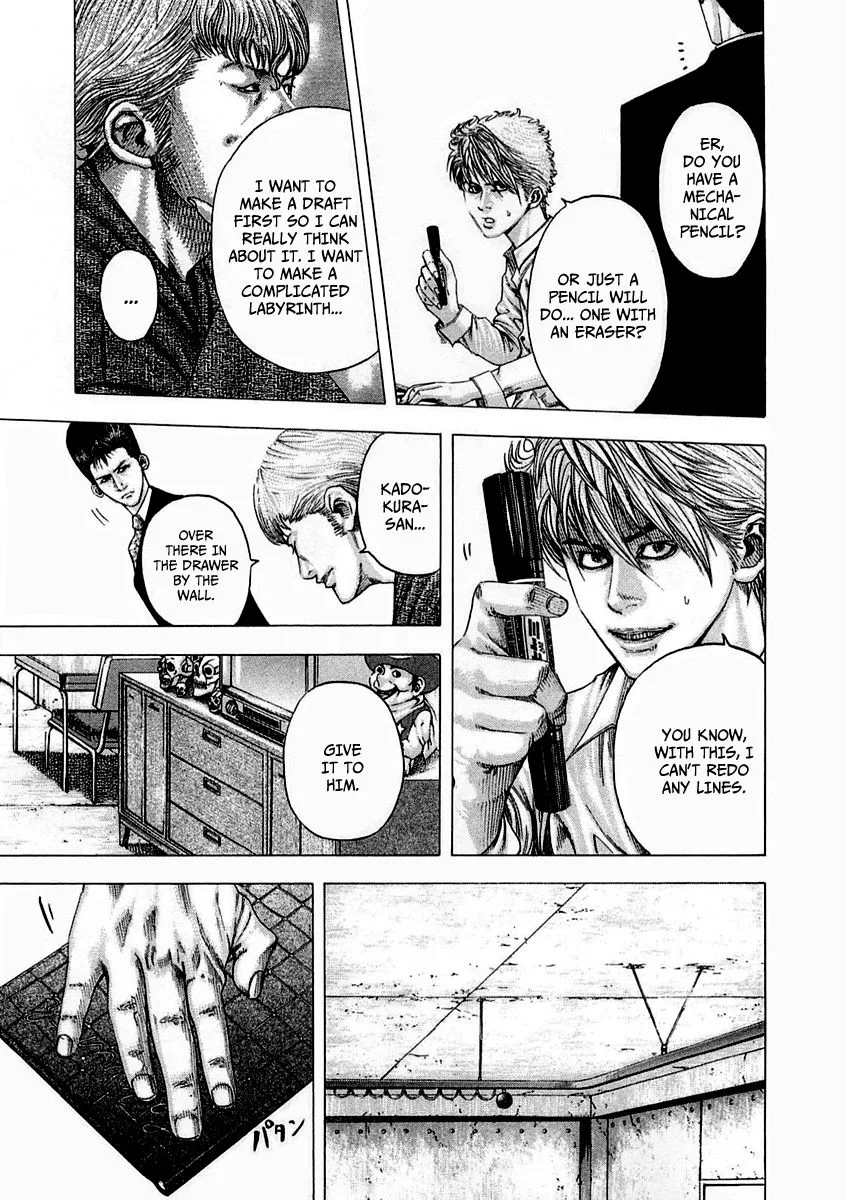 ER,
DO YOU
HAVE A
MECHA-
NICAL
PENCIL?
OR JUST A
PENCIL WILL
DO... ONE WITH
AN ERASER?
I WANT TO
MAKE A DRAFT
FIRST SO I CAN
REALLY THINK
ABOUT IT. I WANT
TO MAKE A
COMPLICATED
LABYRINTH...
...
YOU KNOW,
WITH THIS, I
CAN'T REDO
ANY LINES.
KADO-
KURA-
SAN...
OVER
THERE IN
THE DRAWER
BY THE
WALL.
GIVE
IT TO
HIM.
パタン